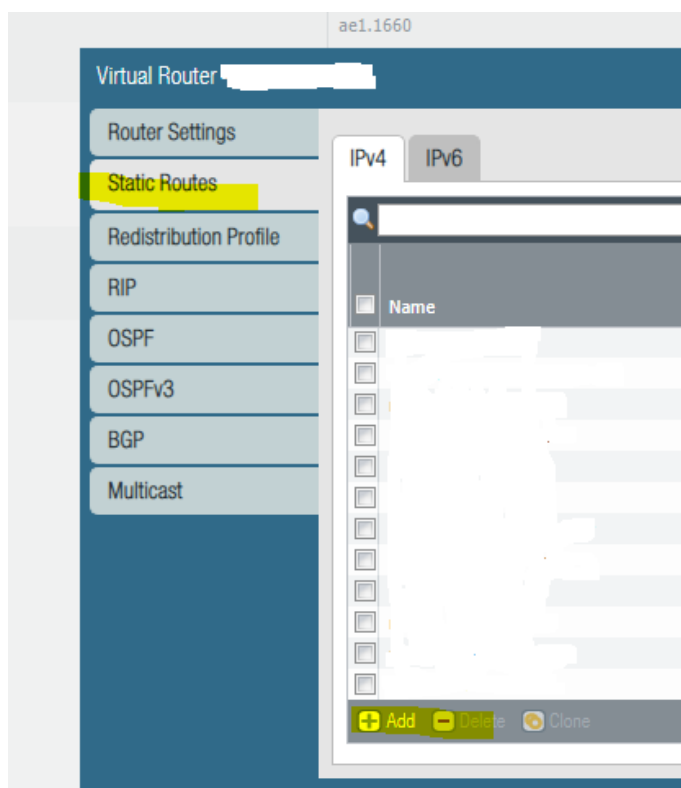 ae1.1660
Virtual Router
Router Settings
Static Routes
Redistribution Profile
RIP
OSPF
OSPFv3
BGP
Multicast
IPv4 IPv6
Name
Add Delete Clone